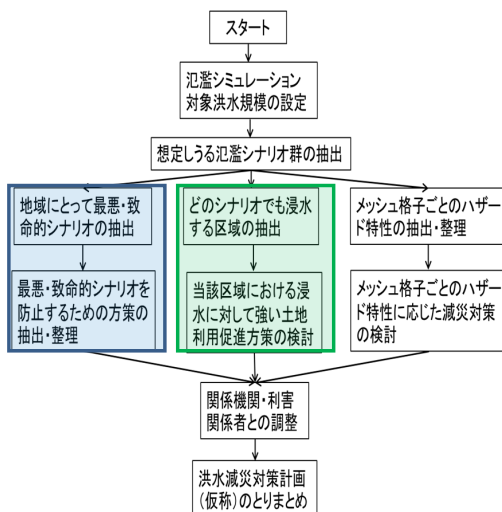 スタート
氾濫シミュレーション
対象洪水規模の設定
想定しうる氾濫シナリオ群の抽出
地域にとって最悪・致
命的シナリオの抽出
どのシナリオでも浸水
する区域の抽出
メッシュ格子ごとのハザー
ド特性の抽出・整理
最悪・致命的シナリオを
防止するための方策の
抽出・整理
当該区域における浸
水に対して強い土地
利用促進方策の検討
メッシュ格子ごとのハザー
ド特性に応じた減災対策
の検討
関係機関・利害
関係者との調整
洪水減災対策計画
(仮称)のとりまとめ